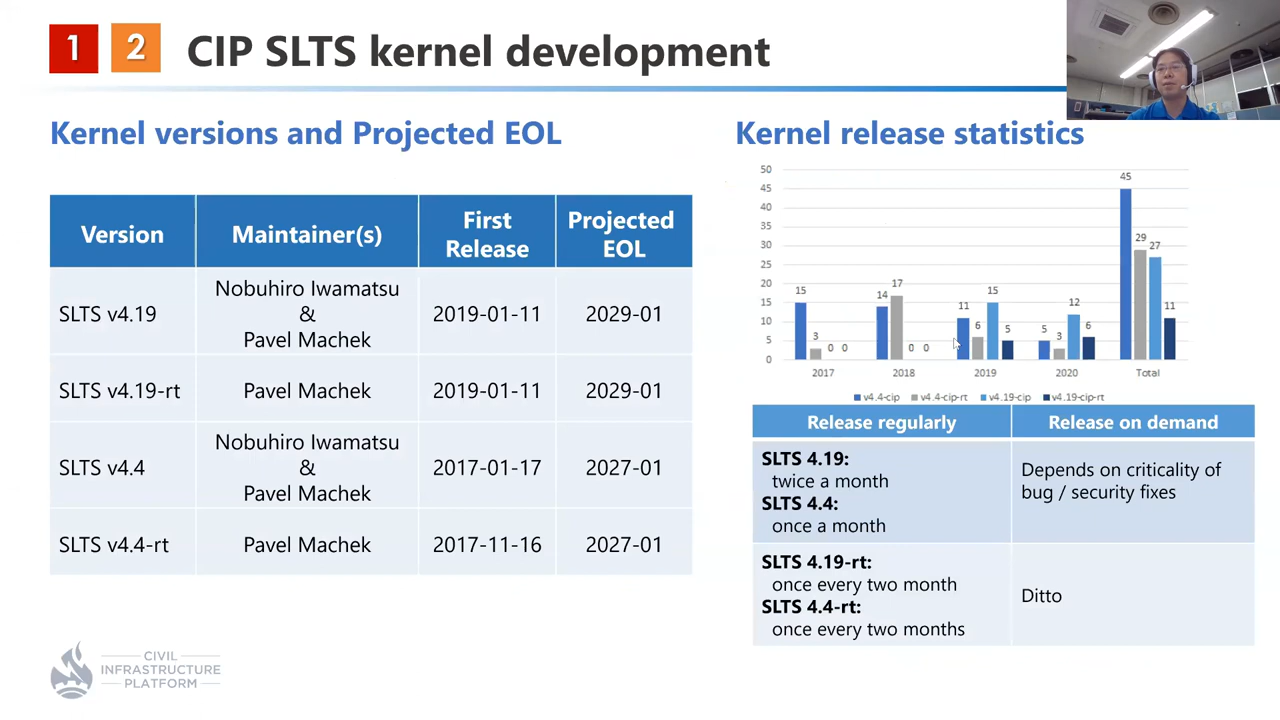 1 2 CIP SLTS kernel development
Kernel versions and Projected EOL
Version Maintainer(s) First Release Projected EOL
SLTS v4.19 Nobuhiro Iwamatsu & Pavel Machek 2019-01-11 2029-01
SLTS v4.19-rt Pavel Machek 2019-01-11 2029-01
SLTS v4.4 Nobuhiro Iwamatsu & Pavel Machek 2017-01-17 2027-01
SLTS v4.4-rt Pavel Machek 2017-11-16 2027-01
Kernel release statistics
50
45
40
35
30
25
20
15
10
5
0
15 3 0 0
14 17 0 0
11 6 15 5
5 3 12 6
45 29 27 11
2017 2018 2019 2020 Total
v4.4-cip v4.4-cip-rt v4.19-cip v4.19-cip-rt
Release regularly Release on demand
SLTS 4.19:
twice a month
SLTS 4.4:
once a month
Depends on criticality of
bug / security fixes
SLTS 4.19-rt:
once every two month
SLTS 4.4-rt:
once every two months
Ditto
CIVIL
INFRASTRUCTURE
PLATFORM